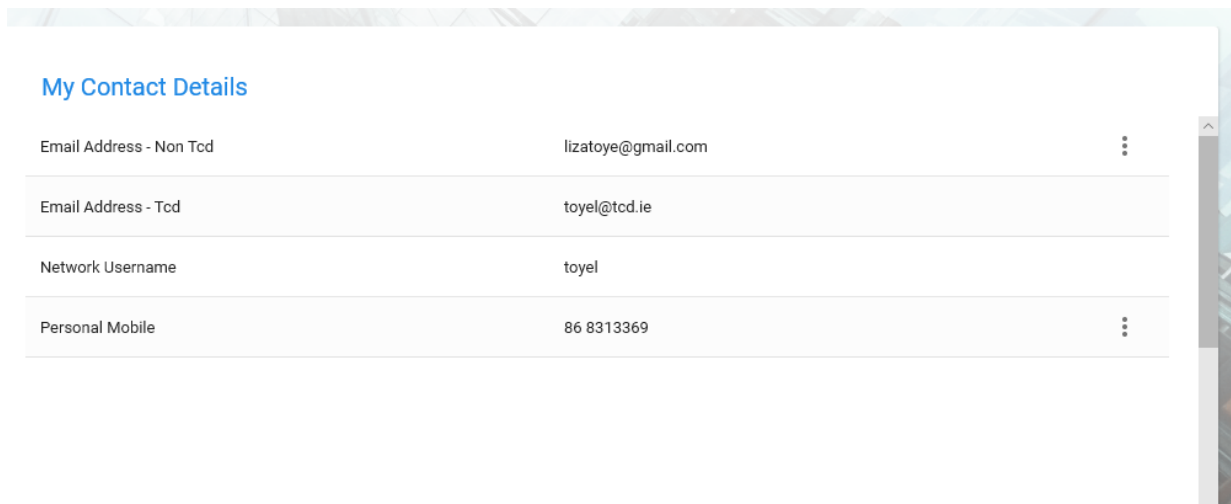 My Contact Details
Email Address - Non Tcd lizatoye@gmail.com
Email Address - Tcd toyel@tcd.ie
Network Username toyel
Personal Mobile 86 8313369